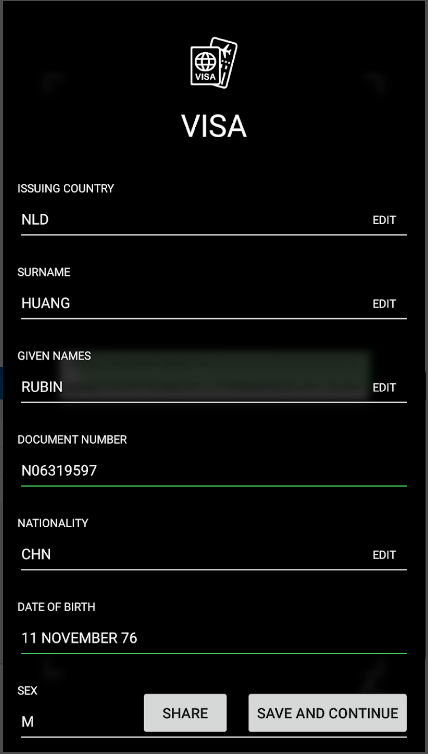 VISA
VISA
ISSUING COUNTRY
NLD EDIT
SURNAME
HUANG EDIT
GIVEN NAMES
RUBIN EDIT
DOCUMENT NUMBER
N06319597
NATIONALITY
CHN EDIT
DATE OF BIRTH
11 NOVEMBER 76
SEX
M
SHARE SAVE AND CONTINUE